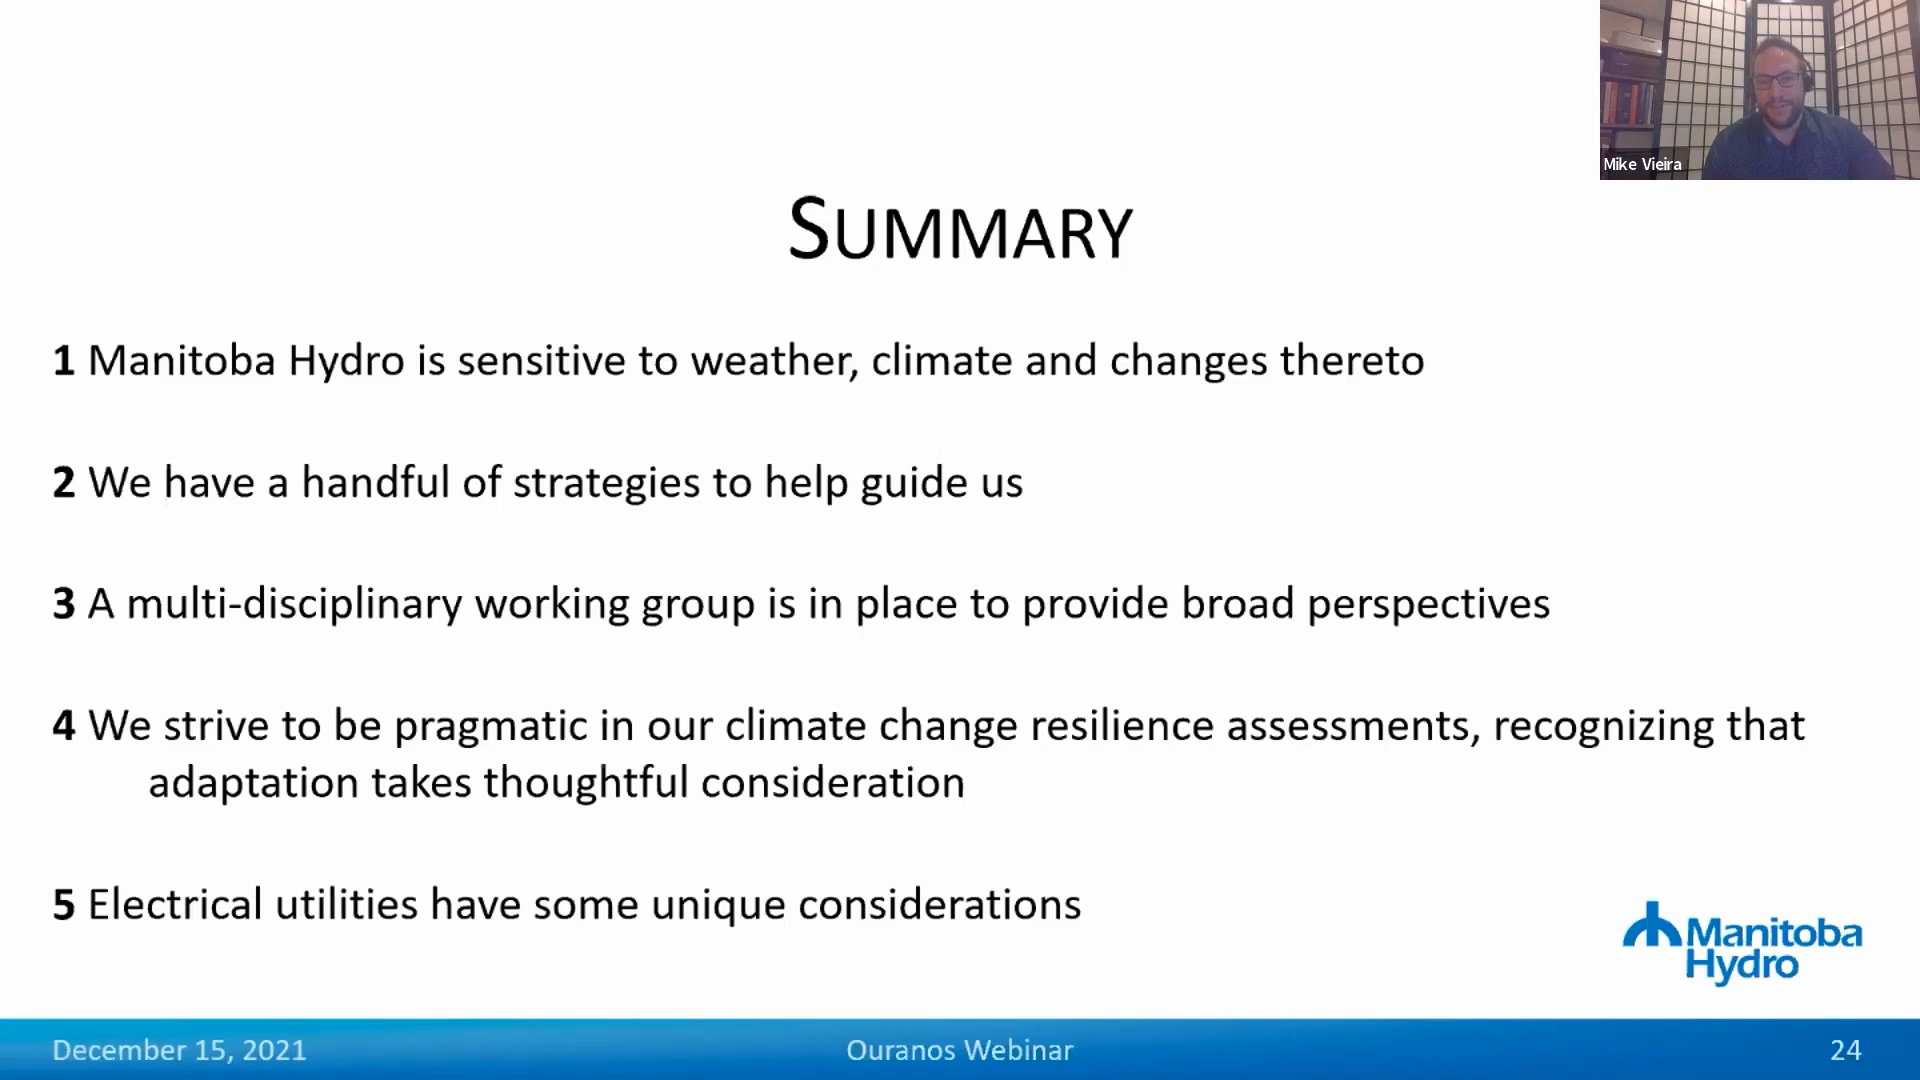 Mike Vieira
SUMMARY
1 Manitoba Hydro is sensitive to weather, climate and changes thereto
2 We have a handful of strategies to help guide us
3 A multi-disciplinary working group is in place to provide broad perspectives
4 We strive to be pragmatic in our climate change resilience assessments, recognizing that
adaptation takes thoughtful consideration
5 Electrical utilities have some unique considerations
Manitoba
Hydro
December 15, 2021
Ouranos Webinar
24